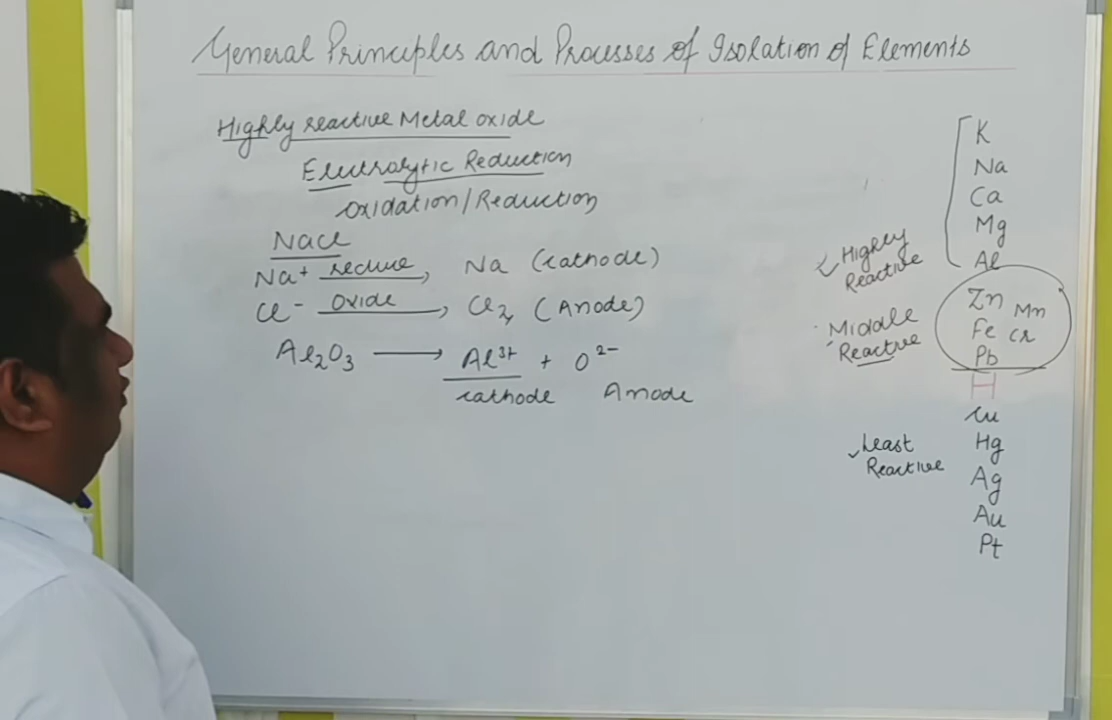 General Principles and Processes of Isolation of Elements
Highly reactive Metal oxide
Electrolytic Reduction
Oxidation/Reduction
NaCl
Na+ reduce → Na (cathode)
Cl- oxide → Cl2 (Anode)
Al2O3 → Al3+ + O2-
cathode Anode
K
Na
Ca
Mg
Al
Highly
Reactive
Zn Mn
Fe Cr
Pb
Middle
Reactive
H
Cu
Hg
Ag
Au
Pt
Least
Reactive